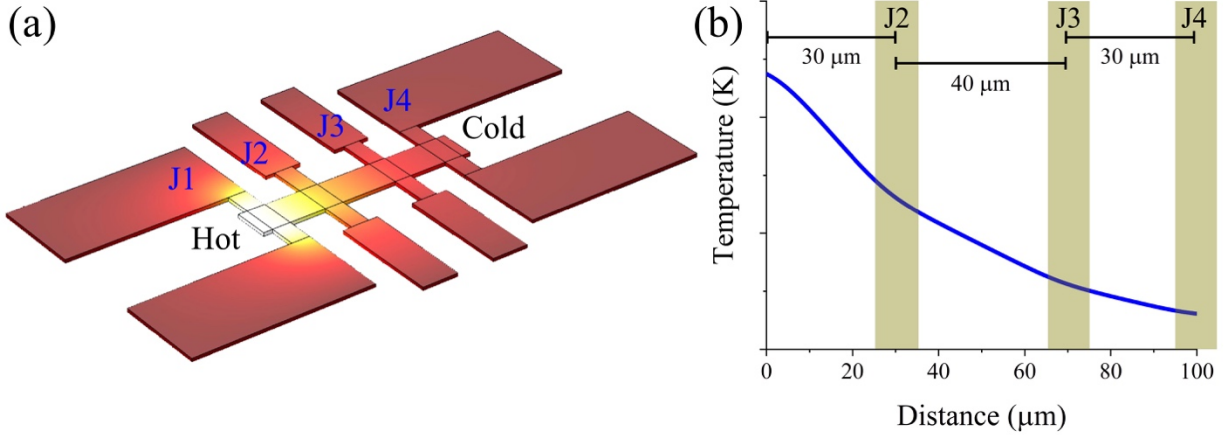 (a)
J1
J2
J3
J4
Hot
Cold
(b)
J2
J3
J4
30 μm
40 μm
30 μm
Temperature (K)
0
20
40
60
80
100
Distance (μm)